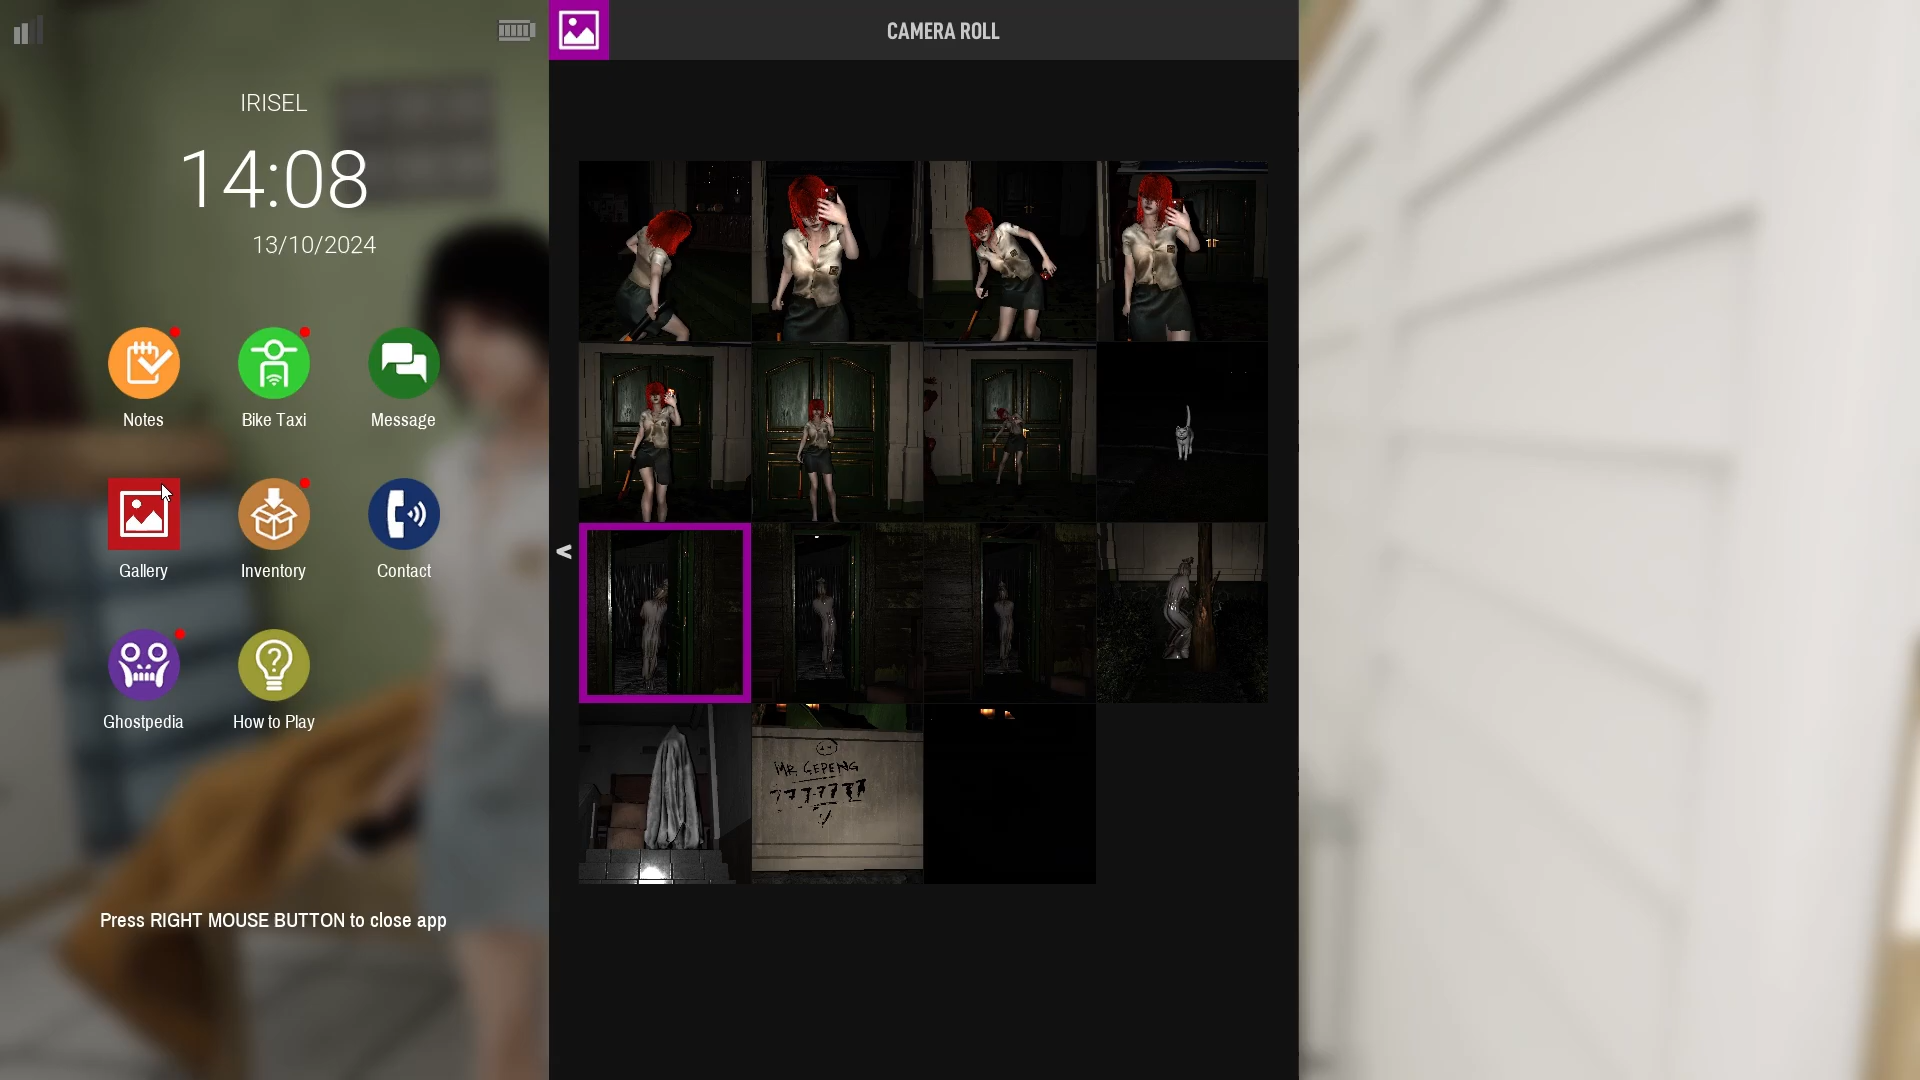 IRISEL
14:08
13/10/2024
Notes
Bike Taxi
Message
Gallery
Inventory
Contact
Ghostpedia
How to Play
Press RIGHT MOUSE BUTTON to close app
CAMERA ROLL
<
MR GEPENG